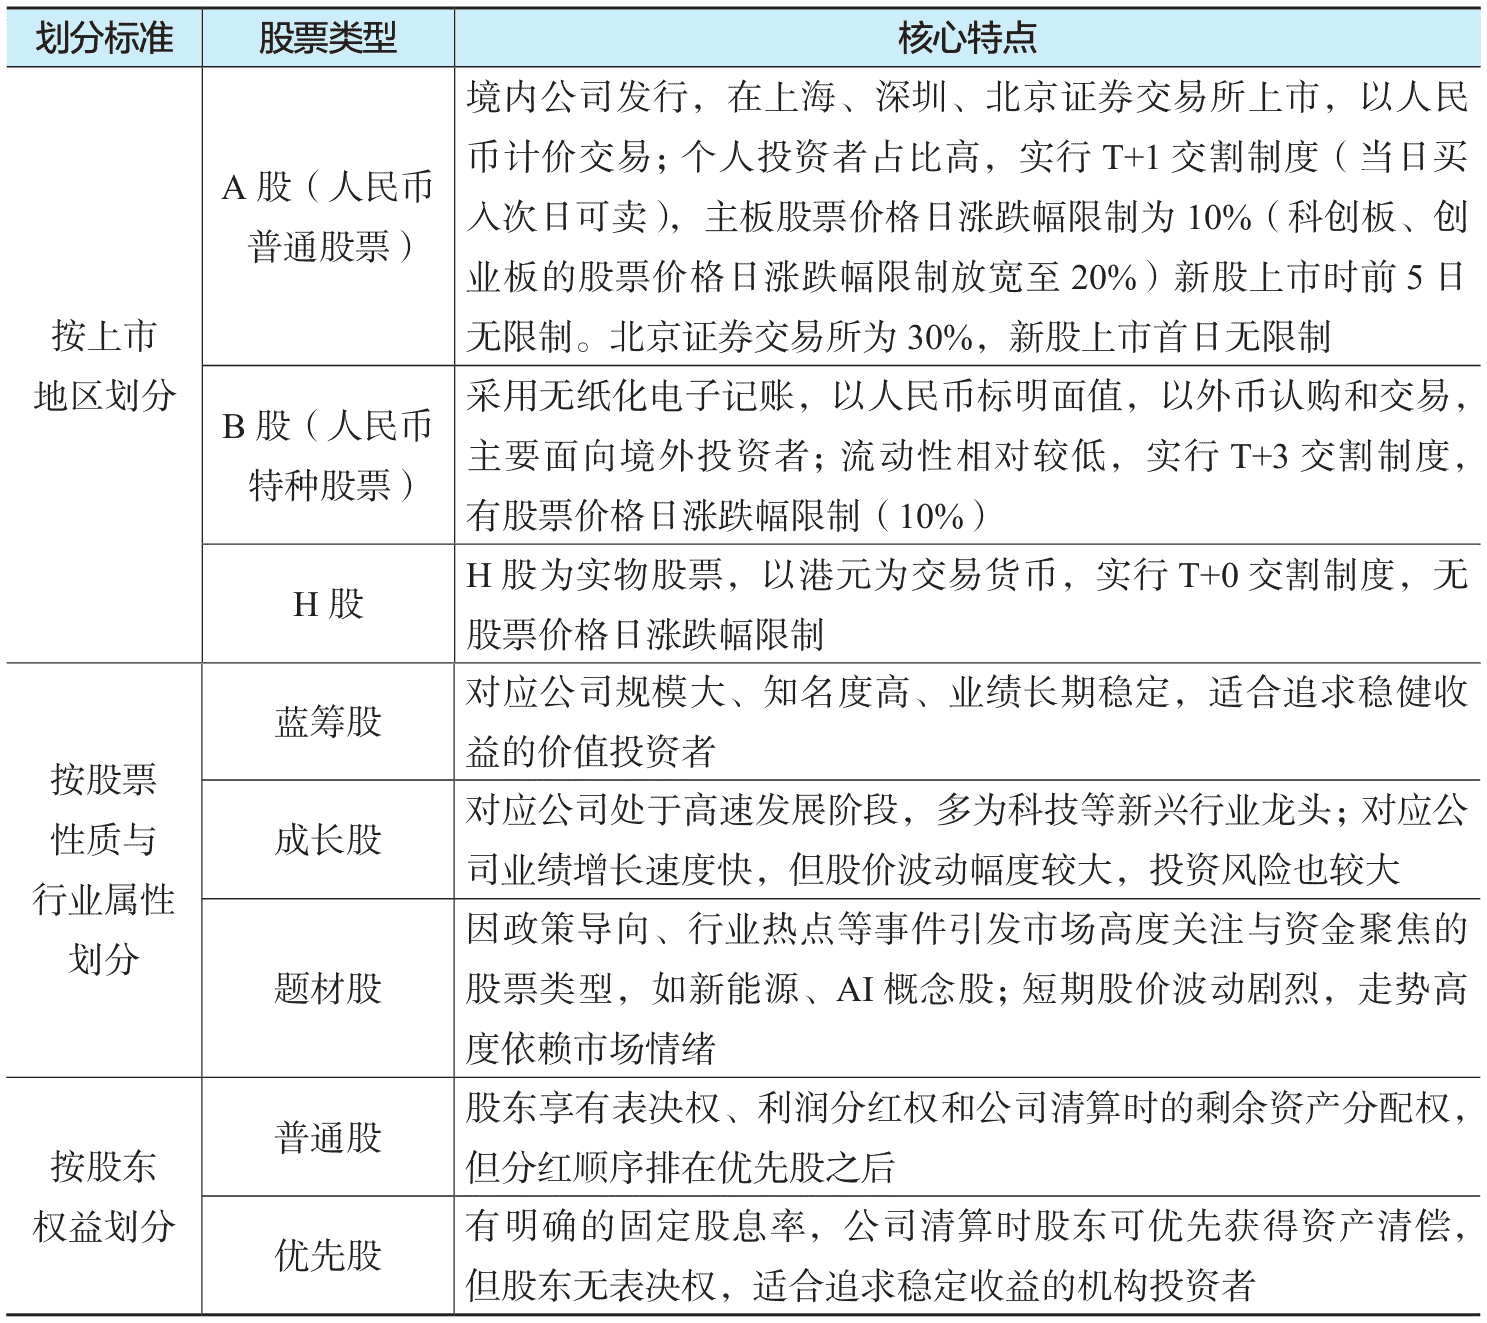 划分标准 股票类型 核心特点
按上市
地区划分
A 股（人民币
普通股票）
境内公司发行，在上海、深圳、北京证券交易所上市，以人民
币计价交易；个人投资者占比高，实行 T+1 交割制度（当日买
入次日可卖），主板股票价格日涨跌幅限制为 10%（科创板、创
业板的股票价格日涨跌幅限制放宽至 20%）新股上市时前 5 日
无限制。北京证券交易所为 30%，新股上市首日无限制
B 股（人民币
特种股票）
采用无纸化电子记账，以人民币标明面值，以外币认购和交易，
主要面向境外投资者；流动性相对较低，实行 T+3 交割制度，
有股票价格日涨跌幅限制（10%）
H 股
H 股为实物股票，以港元为交易货币，实行 T+0 交割制度，无
股票价格日涨跌幅限制
按股票
性质与
行业属性
划分
蓝筹股
对应公司规模大、知名度高、业绩长期稳定，适合追求稳健收
益的价值投资者
成长股
对应公司处于高速发展阶段，多为科技等新兴行业龙头；对应公
司业绩增长速度快，但股价波动幅度较大，投资风险也较大
题材股
因政策导向、行业热点等事件引发市场高度关注与资金聚焦的
股票类型，如新能源、AI 概念股；短期股价波动剧烈，走势高
度依赖市场情绪
按股东
权益划分
普通股
股东享有表决权、利润分红权和公司清算时的剩余资产分配权，
但分红顺序排在优先股之后
优先股
有明确的固定股息率，公司清算时股东可优先获得资产清偿，
但股东无表决权，适合追求稳定收益的机构投资者